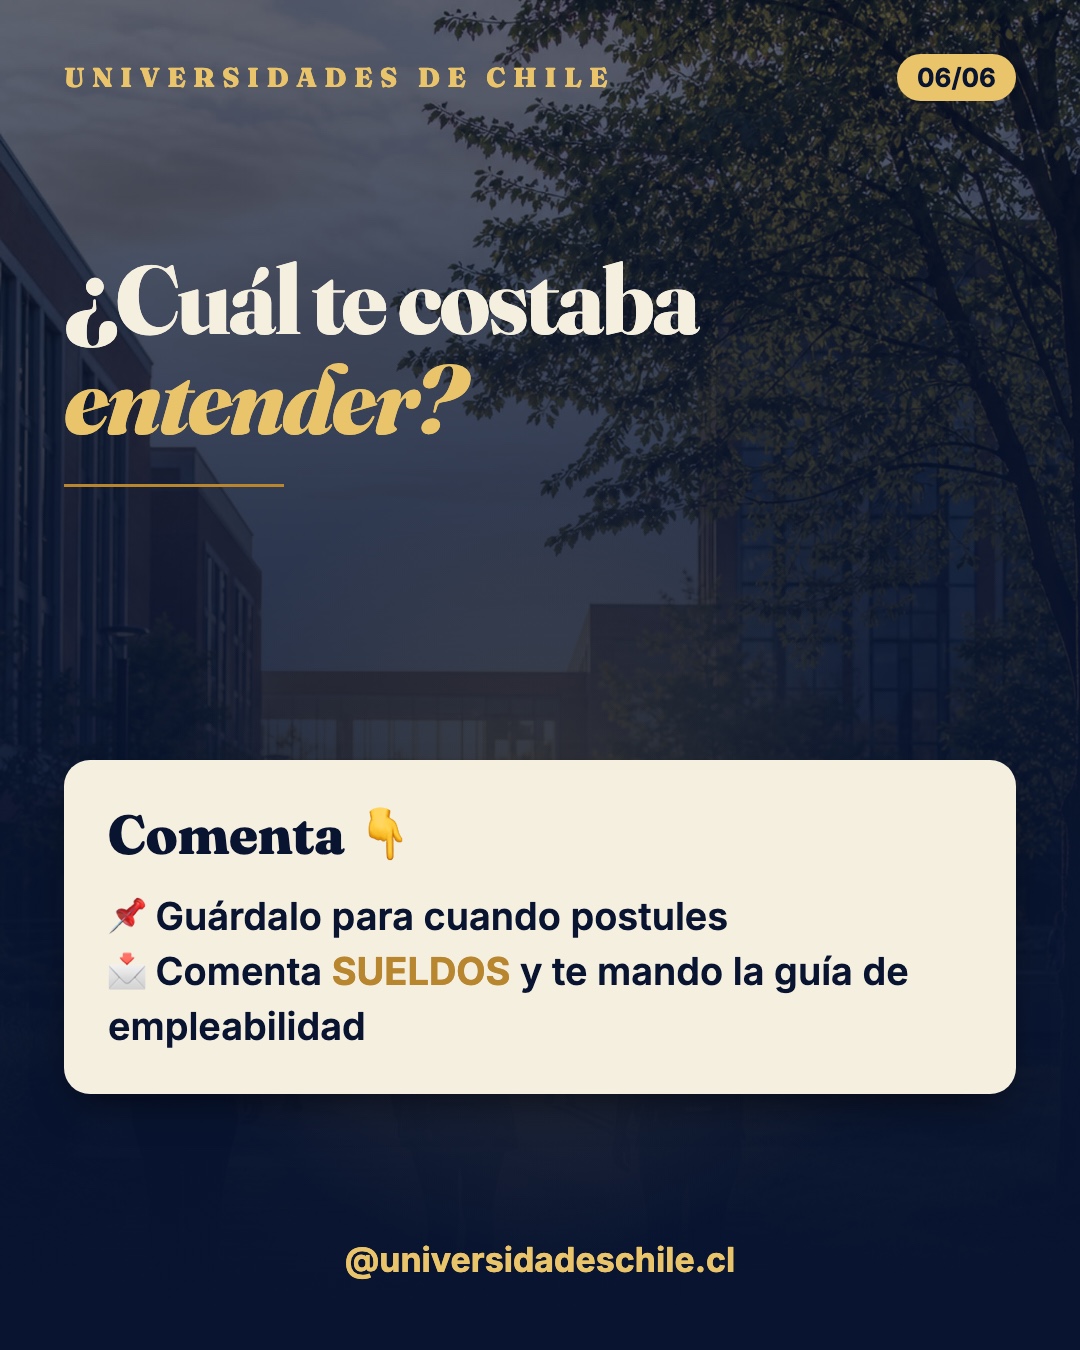 UNIVERSIDADES DE CHILE
06/06
¿Cuál te costaba
entender?
Comenta 👇
📌 Guárdalo para cuando postules
📩 Comenta SUELDOS y te mando la guía de
empleabilidad
@universidadeschile.cl